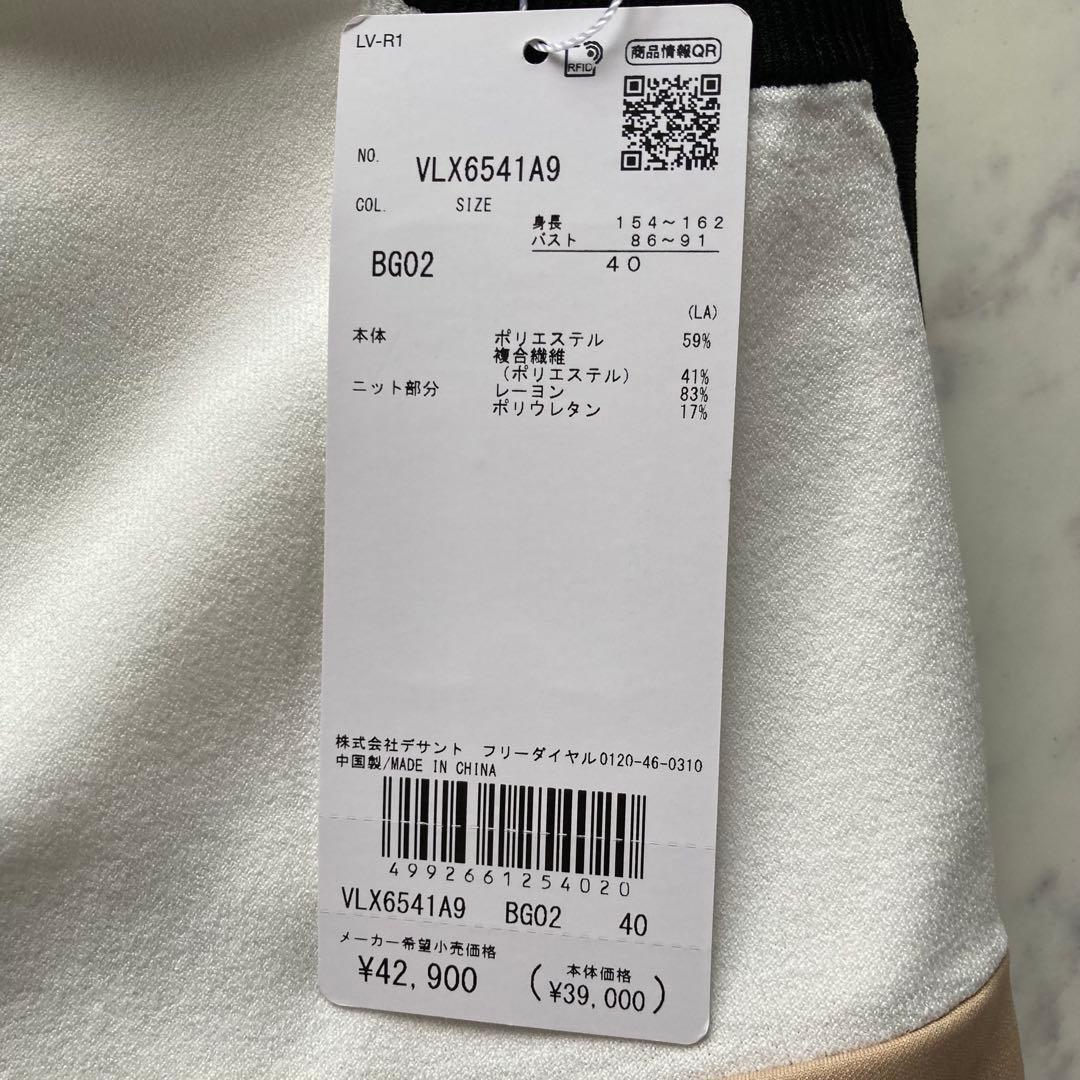 LV-R1
RFID
商品情報QR
NO. VLX6541A9
COL. SIZE
身長 154～162
バスト 86～91
BG02 40
(LA)
本体 ポリエステル 59%
複合繊維
(ポリエステル) 41%
ニット部分 レーヨン 83%
ポリウレタン 17%
株式会社デサント フリーダイヤル0120-46-0310
中国製/MADE IN CHINA
4992661254020
VLX6541A9 BG02 40
メーカー希望小売価格
¥42,900 (本体価格 ¥39,000)